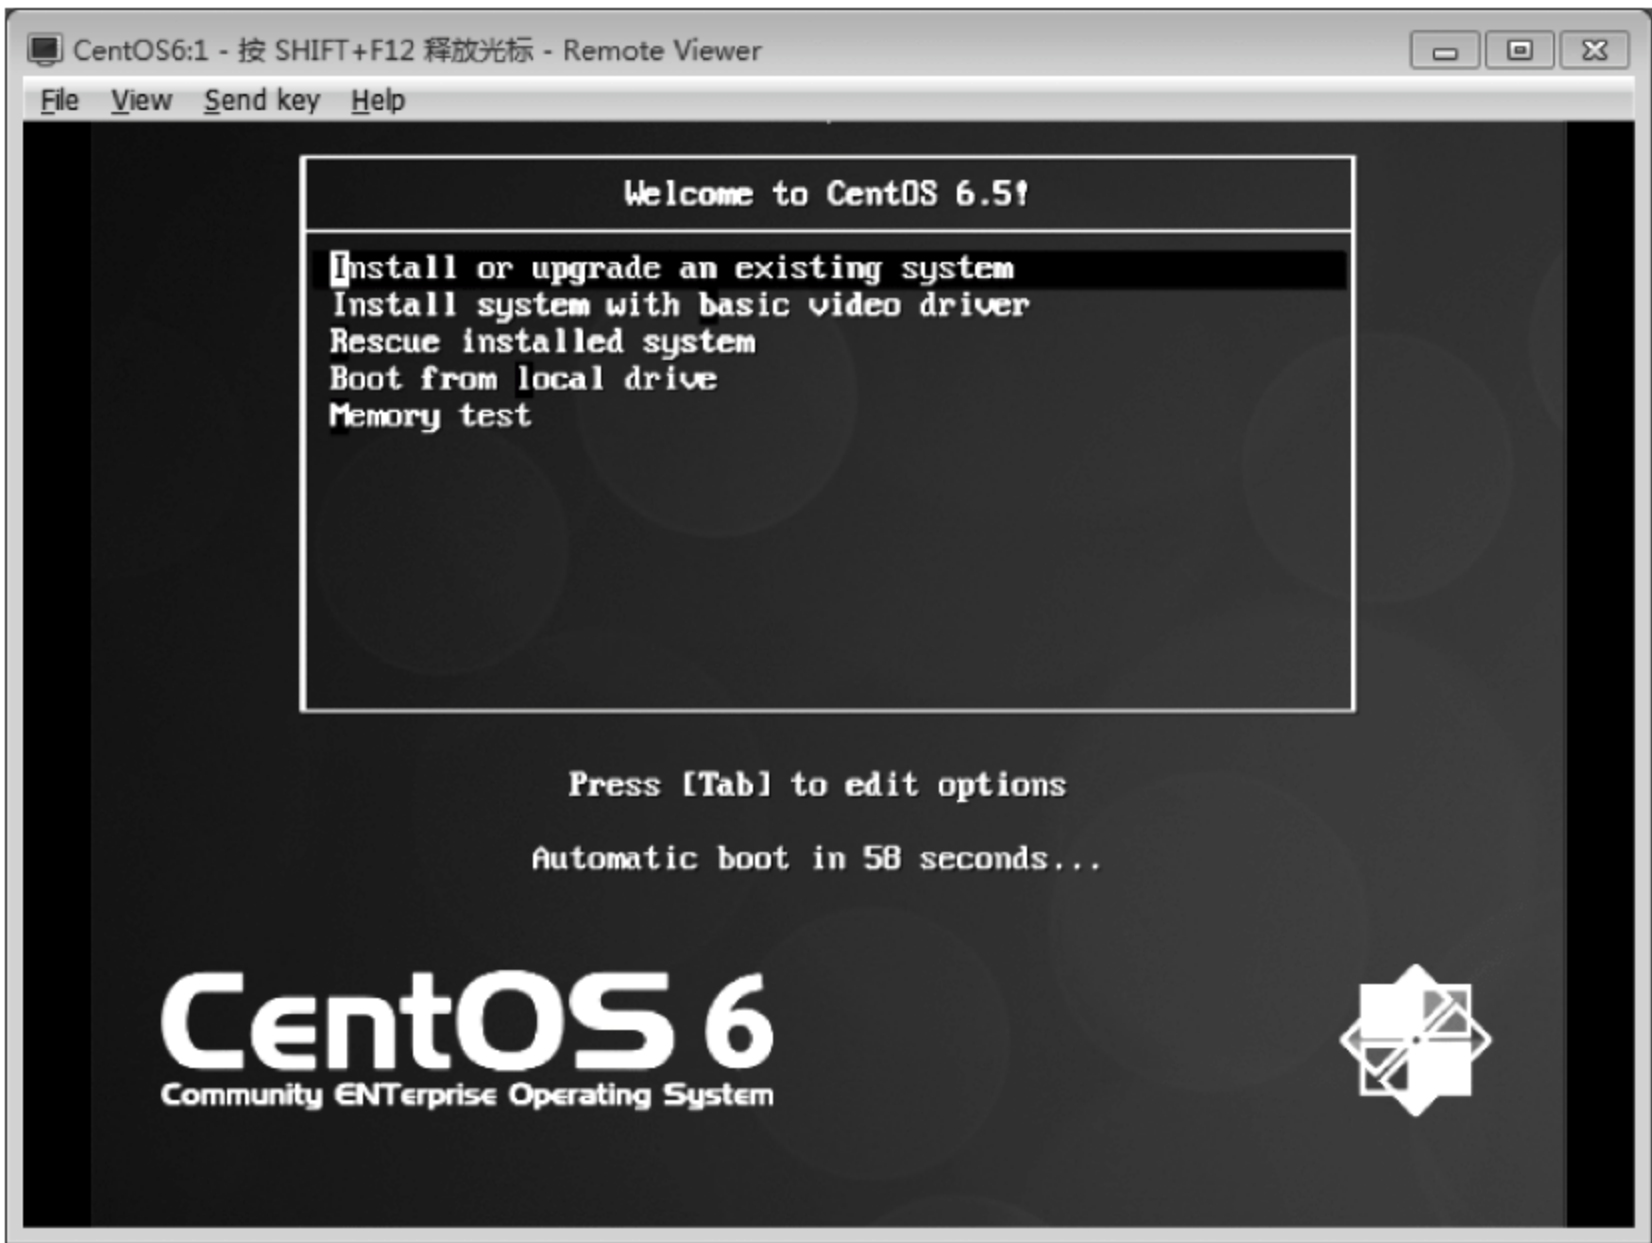 CentOS6:1 - 按 SHIFT+F12 释放光标 - Remote Viewer
File View Send key Help
Welcome to CentOS 6.5!
Install or upgrade an existing system
Install system with basic video driver
Rescue installed system
Boot from local drive
Memory test
Press [Tab] to edit options
Automatic boot in 58 seconds...
CentOS 6
Community ENTerprise Operating System